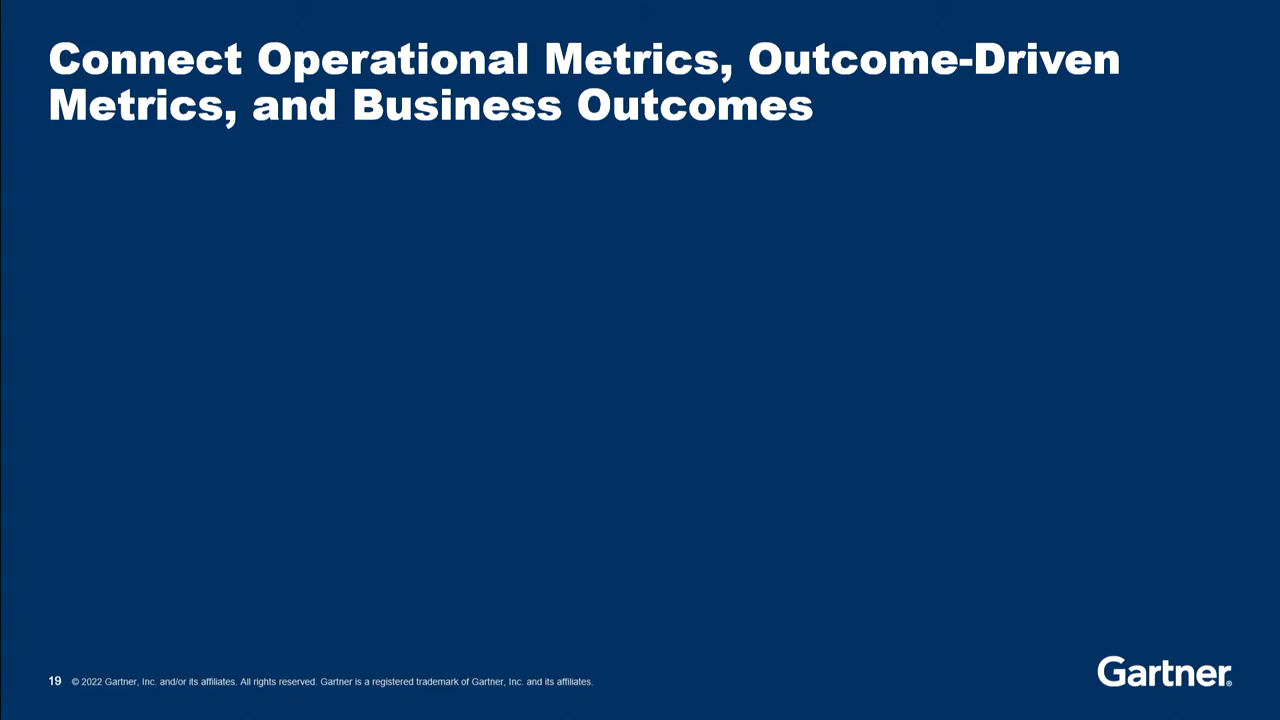 Connect Operational Metrics, Outcome-Driven
Metrics, and Business Outcomes
19 © 2022 Gartner, Inc. and/or its affiliates. All rights reserved. Gartner is a registered trademark of Gartner, Inc. and its affiliates.
Gartner®